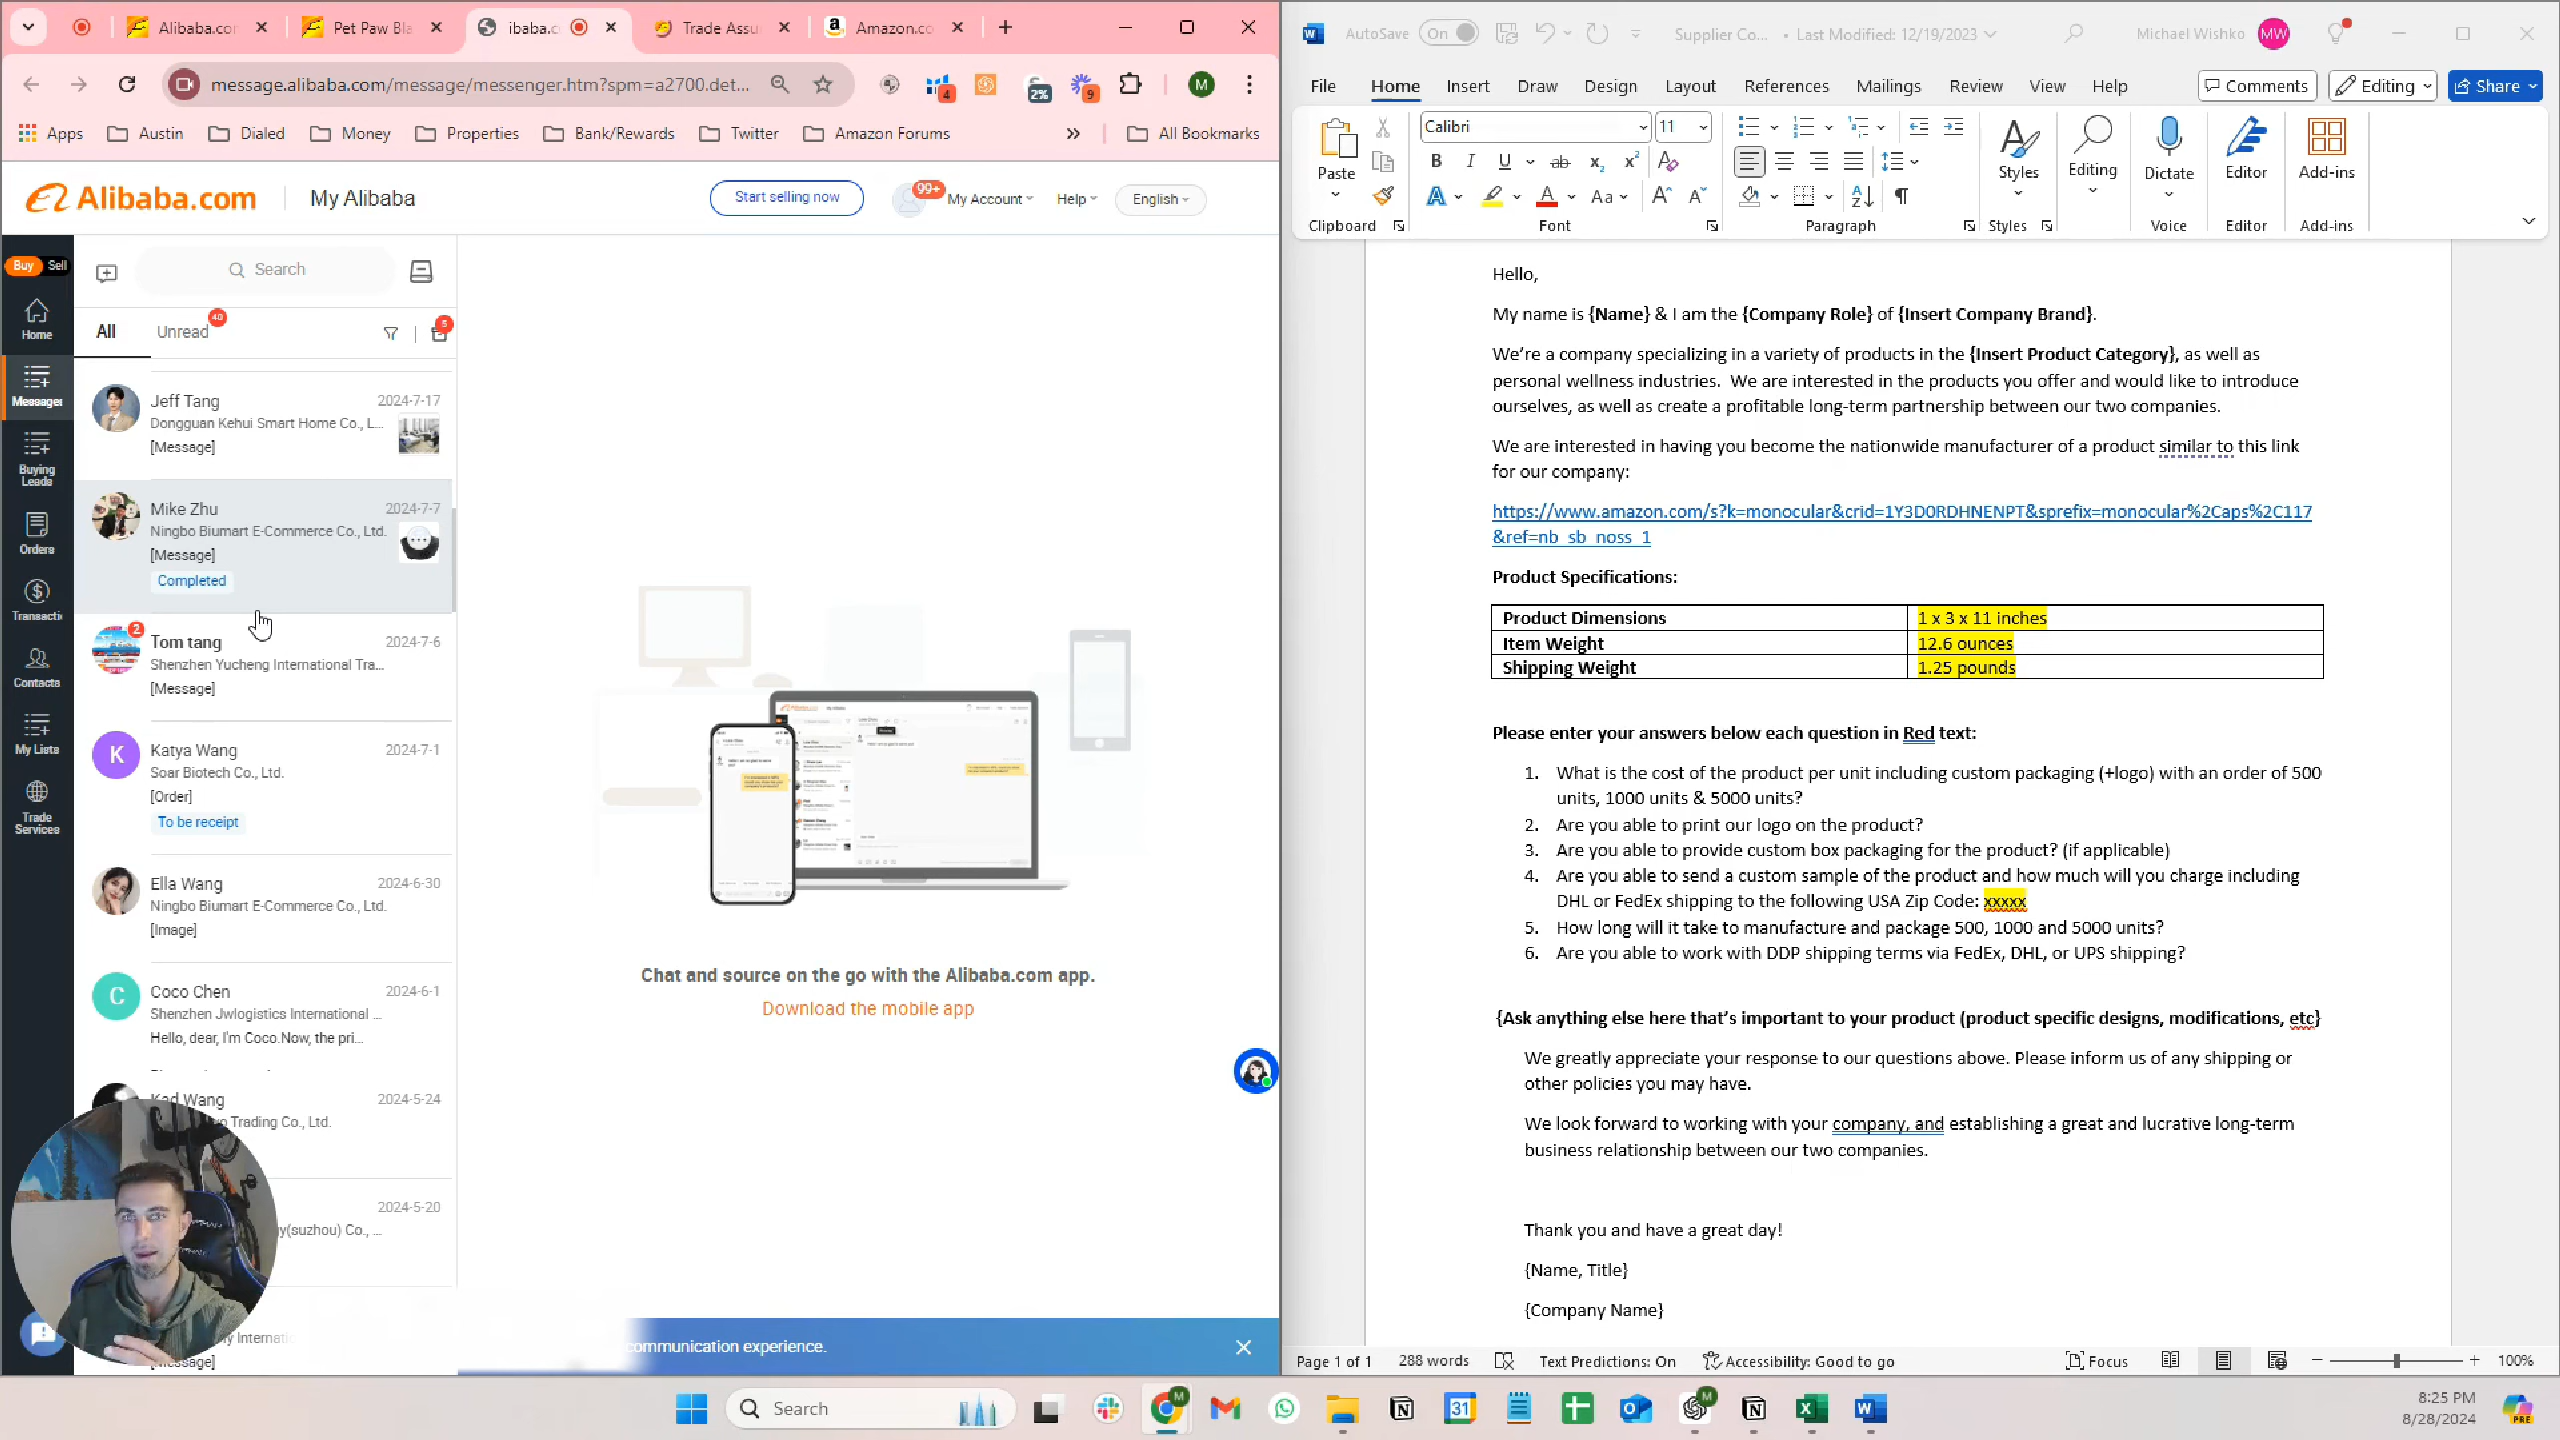 Alibaba.com
Pet Paw Bla
ibaba.c
Trade Assu
Amazon.co
message.alibaba.com/message/messenger.htm?spm=a2700.det...
4
2%
9
M
Apps
Austin
Dialed
Money
Properties
Bank/Rewards
Twitter
Amazon Forums
All Bookmarks
Alibaba.com
My Alibaba
Start selling now
99+
My Account
Help
English
Buy
Sell
Search
Home
Messages
Buying
Leads
Orders
Transactio
Contacts
My Lists
Trade
Services
All
Unread
40
5
Jeff Tang
2024-7-17
Dongguan Kehui Smart Home Co., L...
[Message]
Mike Zhu
2024-7-7
Ningbo Biumart E-Commerce Co., Ltd.
[Message]
Completed
2
Tom tang
2024-7-6
Shenzhen Yucheng International Tra...
[Message]
K
Katya Wang
2024-7-1
Soar Biotech Co., Ltd.
[Order]
To be receipt
Ella Wang
2024-6-30
Ningbo Biumart E-Commerce Co., Ltd.
[Image]
C
Coco Chen
2024-6-1
Shenzhen Jwlogistics International ...
Hello, dear, I'm Coco.Now, the pri...
Wang
2024-5-24
Trading Co., Ltd.
2024-5-20
y(suzhou) Co., ...
Chat and source on the go with the Alibaba.com app.
Download the mobile app
communication experience.
AutoSave
On
Supplier Co...
• Last Modified: 12/19/2023
Michael Wishko
MW
File
Home
Insert
Draw
Design
Layout
References
Mailings
Review
View
Help
Comments
Editing
Share
Paste
Calibri
11
Styles
Editing
Dictate
Editor
Add-ins
Clipboard
Font
Paragraph
Styles
Voice
Editor
Add-ins
Hello,
My name is {Name} & I am the {Company Role} of {Insert Company Brand}.
We’re a company specializing in a variety of products in the {Insert Product Category}, as well as
personal wellness industries. We are interested in the products you offer and would like to introduce
ourselves, as well as create a profitable long-term partnership between our two companies.
We are interested in having you become the nationwide manufacturer of a product similar to this link
for our company:
https://www.amazon.com/s?k=monocular&crid=1Y3D0RDHNENPT&sprefix=monocular%2Caps%2C117
&ref=nb_sb_noss_1
Product Specifications:
Product Dimensions
1 x 3 x 11 inches
Item Weight
12.6 ounces
Shipping Weight
1.25 pounds
Please enter your answers below each question in Red text:
1. What is the cost of the product per unit including custom packaging (+logo) with an order of 500
units, 1000 units & 5000 units?
2. Are you able to print our logo on the product?
3. Are you able to provide custom box packaging for the product? (if applicable)
4. Are you able to send a custom sample of the product and how much will you charge including
DHL or FedEx shipping to the following USA Zip Code: xxxxx
5. How long will it take to manufacture and package 500, 1000 and 5000 units?
6. Are you able to work with DDP shipping terms via FedEx, DHL, or UPS shipping?
{Ask anything else here that’s important to your product (product specific designs, modifications, etc}
We greatly appreciate your response to our questions above. Please inform us of any shipping or
other policies you may have.
We look forward to working with your company, and establishing a great and lucrative long-term
business relationship between our two companies.
Thank you and have a great day!
{Name, Title}
{Company Name}
Page 1 of 1
288 words
Text Predictions: On
Accessibility: Good to go
Focus
100%
Search
31
8:25 PM
8/28/2024
PRE